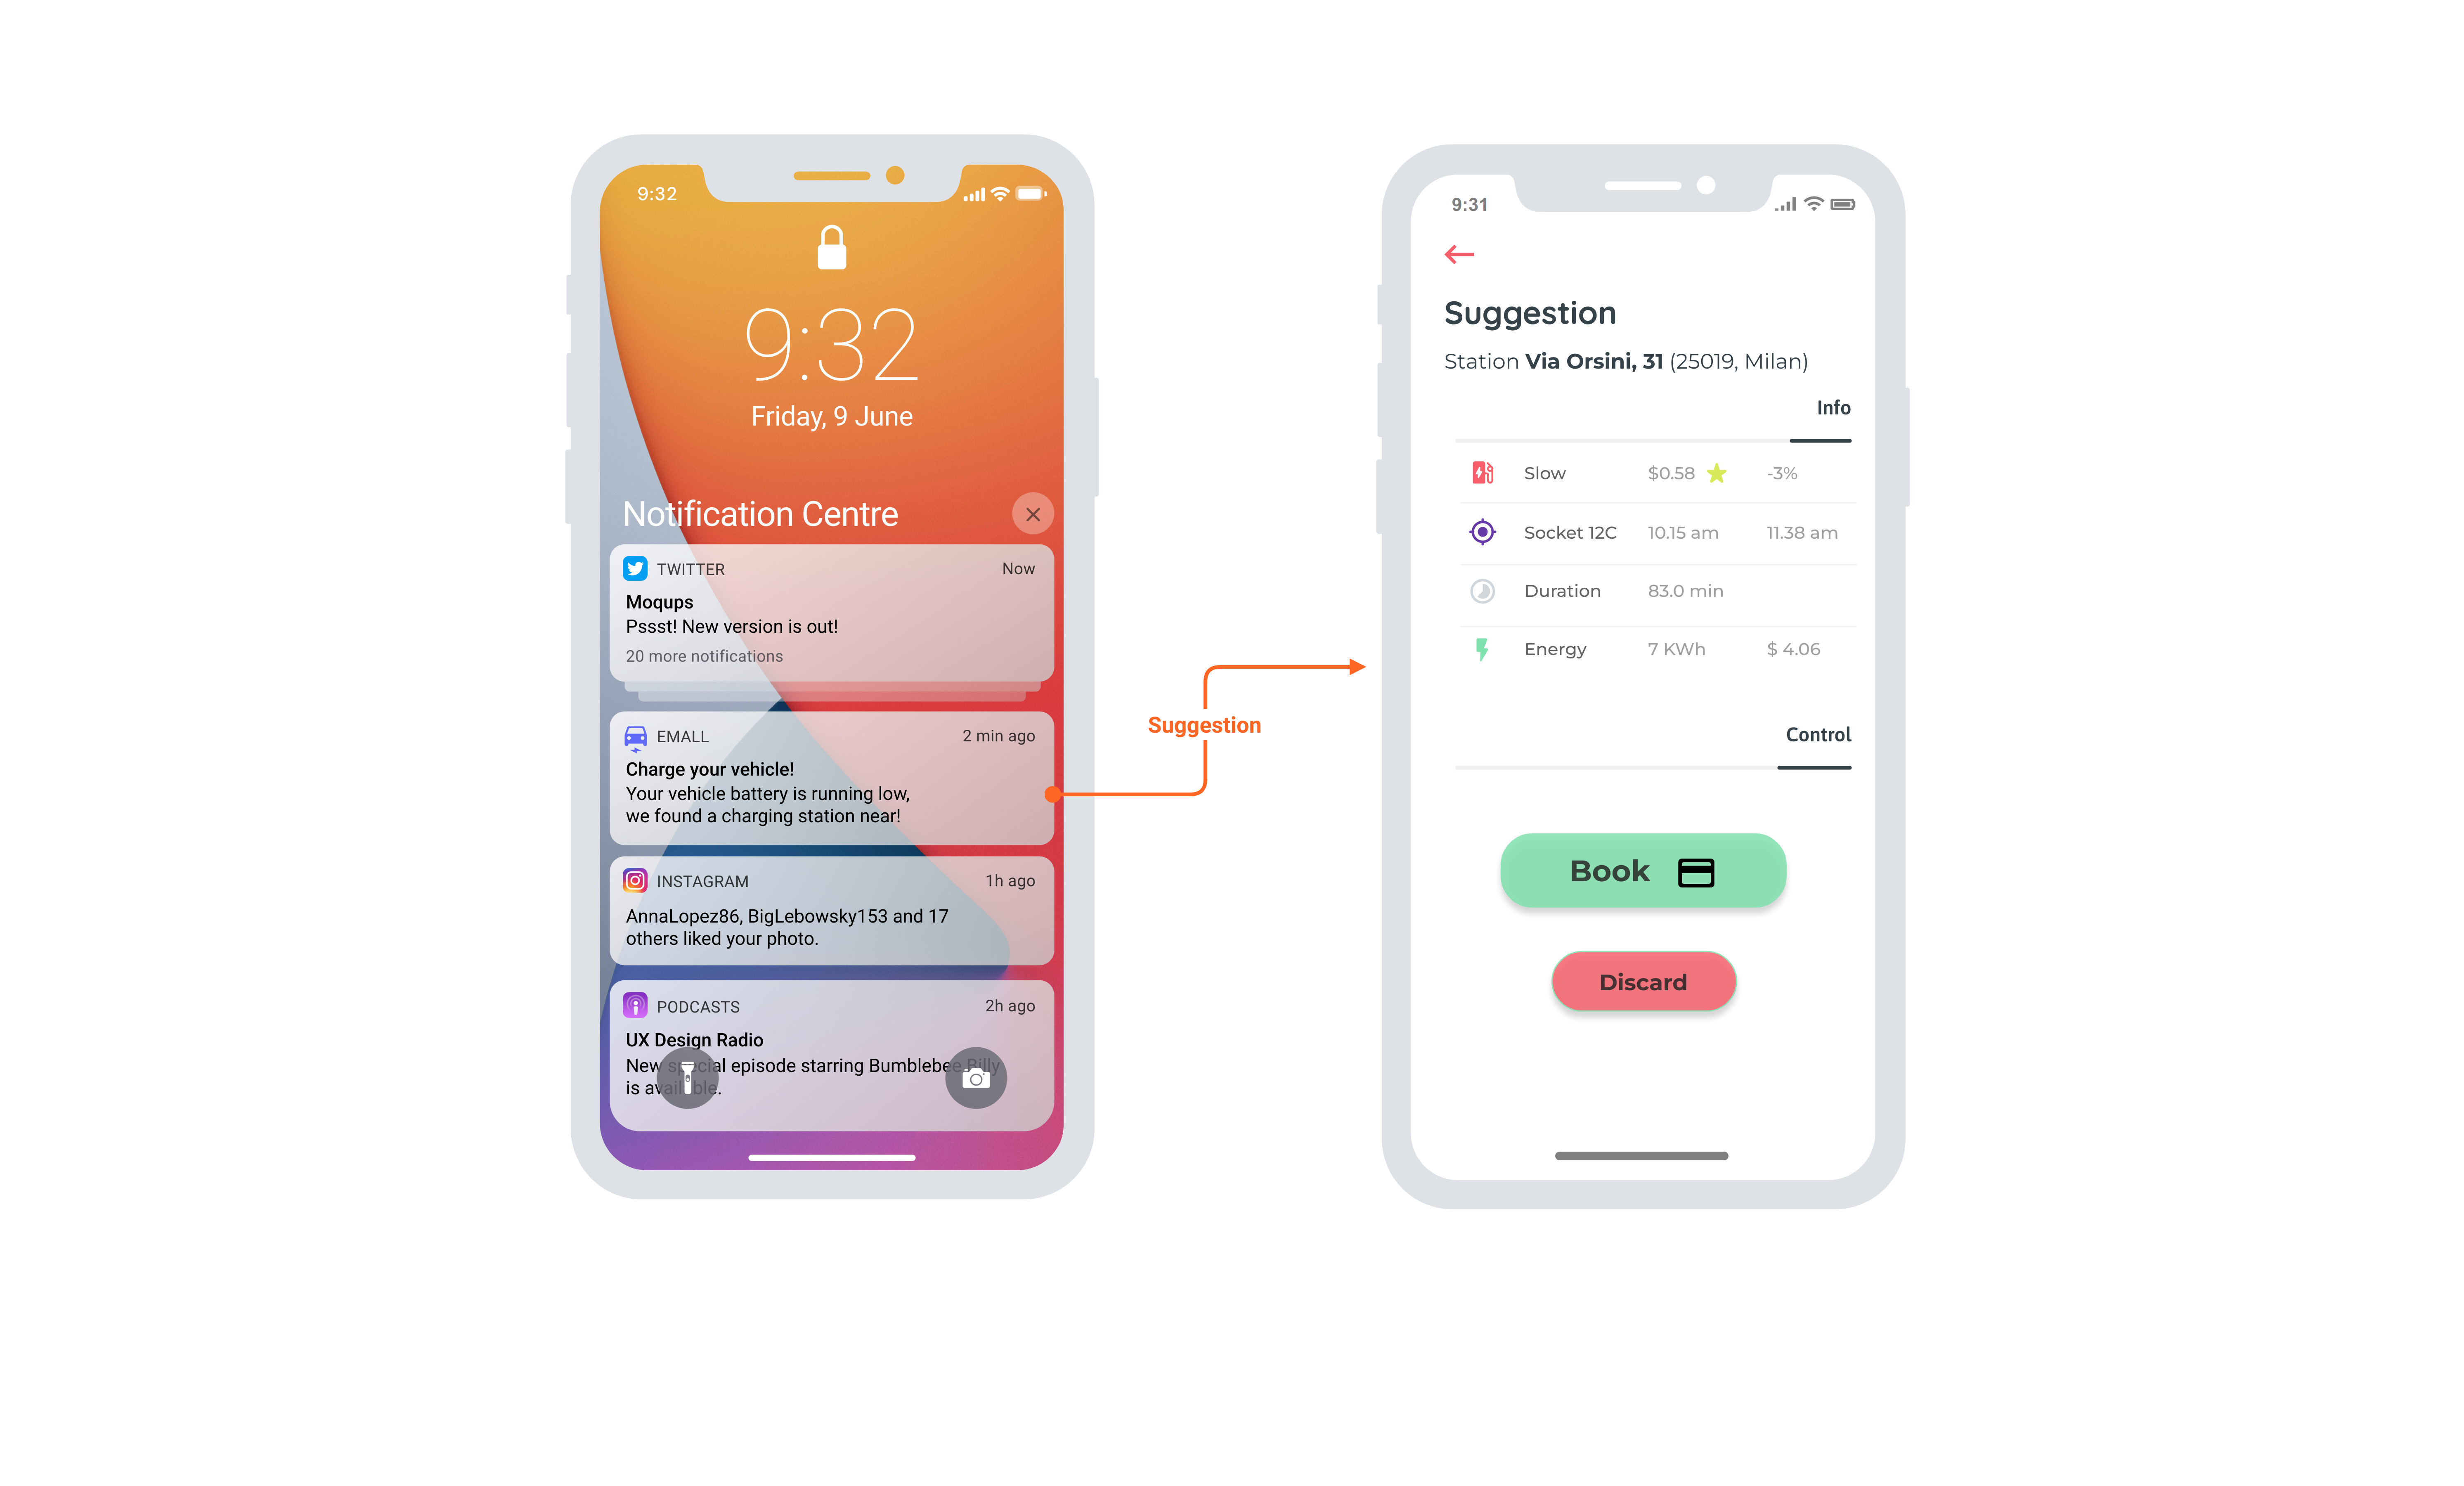 9:32
9:32
Friday, 9 June
Notification Centre
TWITTER Now
Moqups
Pssst! New version is out!
20 more notifications
EMALL 2 min ago
Charge your vehicle!
Your vehicle battery is running low,
we found a charging station near!
INSTAGRAM 1h ago
AnnaLopez86, BigLebowsky153 and 17
others liked your photo.
PODCASTS 2h ago
UX Design Radio
New special episode starring Bumblebee Billy
is available.
Suggestion
9:31
Suggestion
Station Via Orsini, 31 (25019, Milan)
Info
Slow $0.58 -3%
Socket 12C 10.15 am 11.38 am
Duration 83.0 min
Energy 7 KWh $ 4.06
Control
Book
Discard